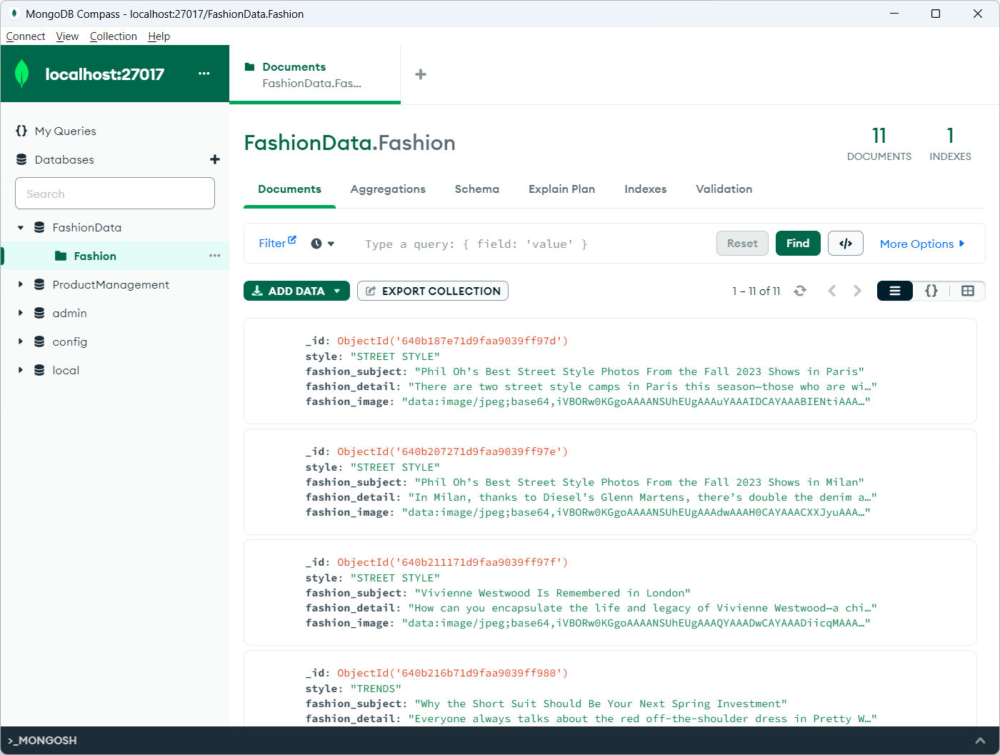 MongoDB Compass - localhost:27017/FashionData.Fashion
Connect View Collection Help
localhost:27017
Documents
FashionData.Fas...
My Queries
Databases
Search
FashionData
Fashion
ProductManagement
admin
config
local
FashionData.Fashion
11
DOCUMENTS
1
INDEXES
Documents Aggregations Schema Explain Plan Indexes Validation
Filter Type a query: { field: 'value' } Reset Find </> More Options
ADD DATA EXPORT COLLECTION 1 – 11 of 11 {}
_id: ObjectId('640b187e71d9faa9039ff97d')
style: "STREET STYLE"
fashion_subject: "Phil Oh’s Best Street Style Photos From the Fall 2023 Shows in Paris"
fashion_detail: "There are two street style camps in Paris this season—those who are wi…"
fashion_image: "data:image/jpeg;base64,iVBORw0KGgoAAAANSUhEUgAAAuYAAAIDCAYAAABIENtiAAA…"
_id: ObjectId('640b207271d9faa9039ff97e')
style: "STREET STYLE"
fashion_subject: "Phil Oh’s Best Street Style Photos From the Fall 2023 Shows in Milan"
fashion_detail: "In Milan, thanks to Diesel’s Glenn Martens, there’s double the denim a…"
fashion_image: "data:image/jpeg;base64,iVBORw0KGgoAAAANSUhEUgAAAdwAAAH0CAYAAACXXJyuAAA…"
_id: ObjectId('640b211171d9faa9039ff97f')
style: "STREET STYLE"
fashion_subject: "Vivienne Westwood Is Remembered in London"
fashion_detail: "How can you encapsulate the life and legacy of Vivienne Westwood—a chi…"
fashion_image: "data:image/jpeg;base64,iVBORw0KGgoAAAANSUhEUgAAAQYAAADwCAYAAADiicqMAAA…"
_id: ObjectId('640b216b71d9faa9039ff980')
style: "TRENDS"
fashion_subject: "Why the Short Suit Should Be Your Next Spring Investment"
fashion_detail: "Everyone always talks about the red off-the-shoulder dress in Pretty W…"
>_MONGOSH